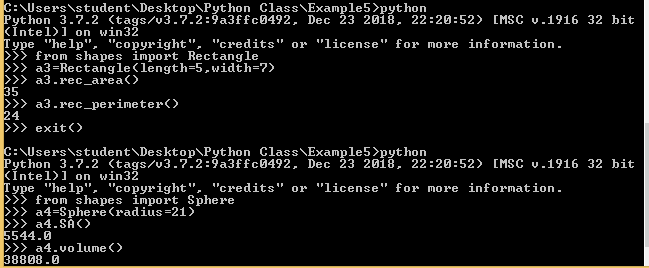 C:\Users\student\Desktop\Python Class\Example5>python
Python 3.7.2 (tags/v3.7.2:9a3ffc0492, Dec 23 2018, 22:20:52) [MSC v.1916 32 bit
(Intel)] on win32
Type "help", "copyright", "credits" or "license" for more information.
>>> from shapes import Rectangle
>>> a3=Rectangle(length=5,width=7)
>>> a3.rec_area()
35
>>> a3.rec_perimeter()
24
>>> exit()
C:\Users\student\Desktop\Python Class\Example5>python
Python 3.7.2 (tags/v3.7.2:9a3ffc0492, Dec 23 2018, 22:20:52) [MSC v.1916 32 bit
(Intel)] on win32
Type "help", "copyright", "credits" or "license" for more information.
>>> from shapes import Sphere
>>> a4=Sphere(radius=21)
>>> a4.SA()
5544.0
>>> a4.volume()
38808.0